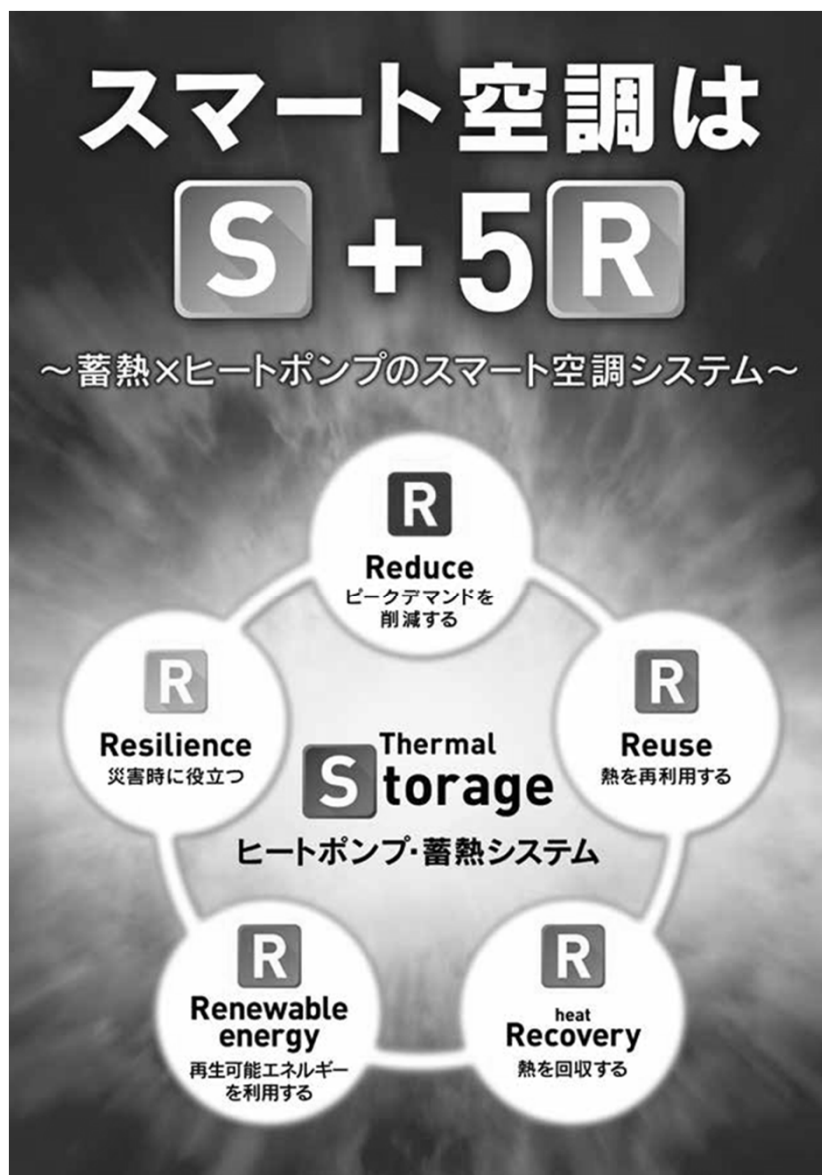 スマート空調は
S+5R
～蓄熱×ヒートポンプのスマート空調システム～
R
Reduce
ピークデマンドを
削減する
R
Resilience
災害時に役立つ
R
Reuse
熱を再利用する
Thermal
Storage
ヒートポンプ・蓄熱システム
R
Renewable
energy
再生可能エネルギー
を利用する
R
heat
Recovery
熱を回収する